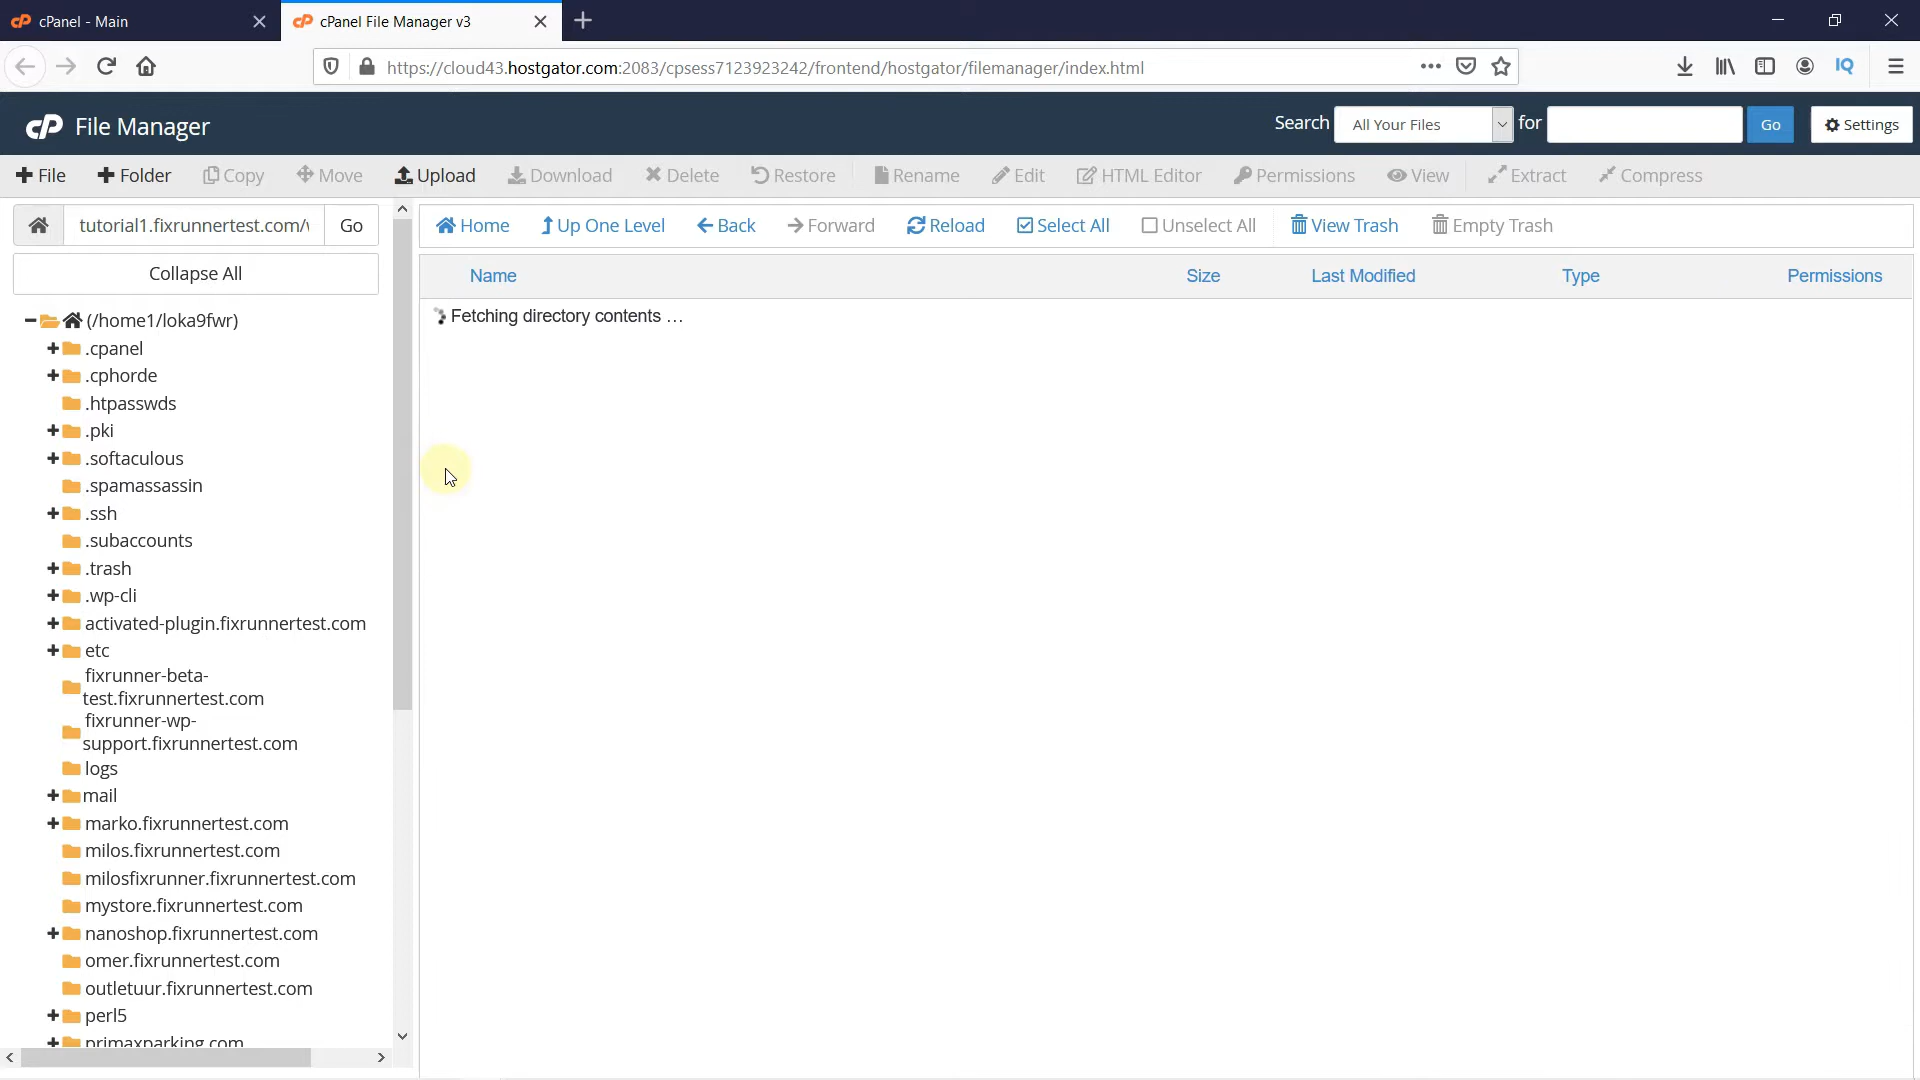 cPanel - Main
cPanel File Manager v3
https://cloud43.hostgator.com:2083/cpsess7123923242/frontend/hostgator/filemanager/index.html
IQ
cP File Manager
Search All Your Files for Go Settings
File Folder Copy Move Upload Download Delete Restore Rename Edit HTML Editor Permissions View Extract Compress
tutorial1.fixrunnertest.com/ Go
Home Up One Level Back Forward Reload Select All Unselect All View Trash Empty Trash
Collapse All
Name Size Last Modified Type Permissions
Fetching directory contents ...
(/home1/loka9fwr)
.cpanel
.cphorde
.htpasswds
.pki
.softaculous
.spamassassin
.ssh
.subaccounts
.trash
.wp-cli
activated-plugin.fixrunnertest.com
etc
fixrunner-beta-
test.fixrunnertest.com
fixrunner-wp-
support.fixrunnertest.com
logs
mail
marko.fixrunnertest.com
milos.fixrunnertest.com
milosfixrunner.fixrunnertest.com
mystore.fixrunnertest.com
nanoshop.fixrunnertest.com
omer.fixrunnertest.com
outletuur.fixrunnertest.com
perl5
primaxparking.com